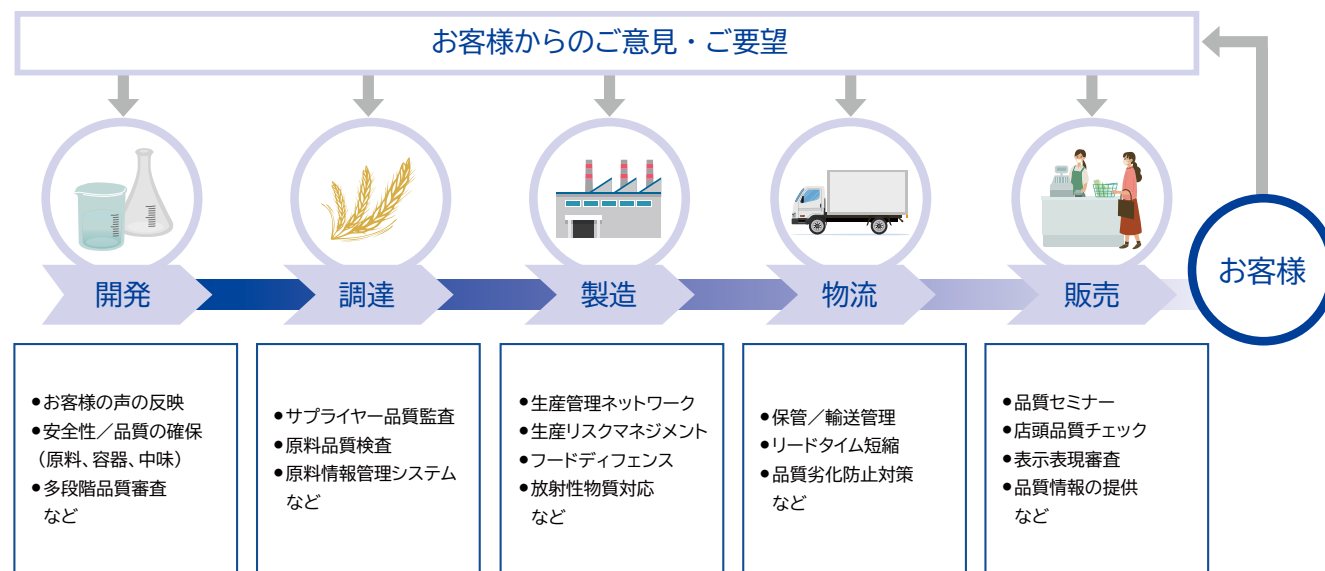 お客様からのご意見・ご要望
開発
調達
製造
物流
販売
お客様
●お客様の声の反映
●安全性／品質の確保
（原料、容器、中味）
●多段階品質審査
など
●サプライヤー品質監査
●原料品質検査
●原料情報管理システム
など
●生産管理ネットワーク
●生産リスクマネジメント
●フードディフェンス
●放射性物質対応
など
●保管／輸送管理
●リードタイム短縮
●品質劣化防止対策
など
●品質セミナー
●店頭品質チェック
●表示表現審査
●品質情報の提供
など